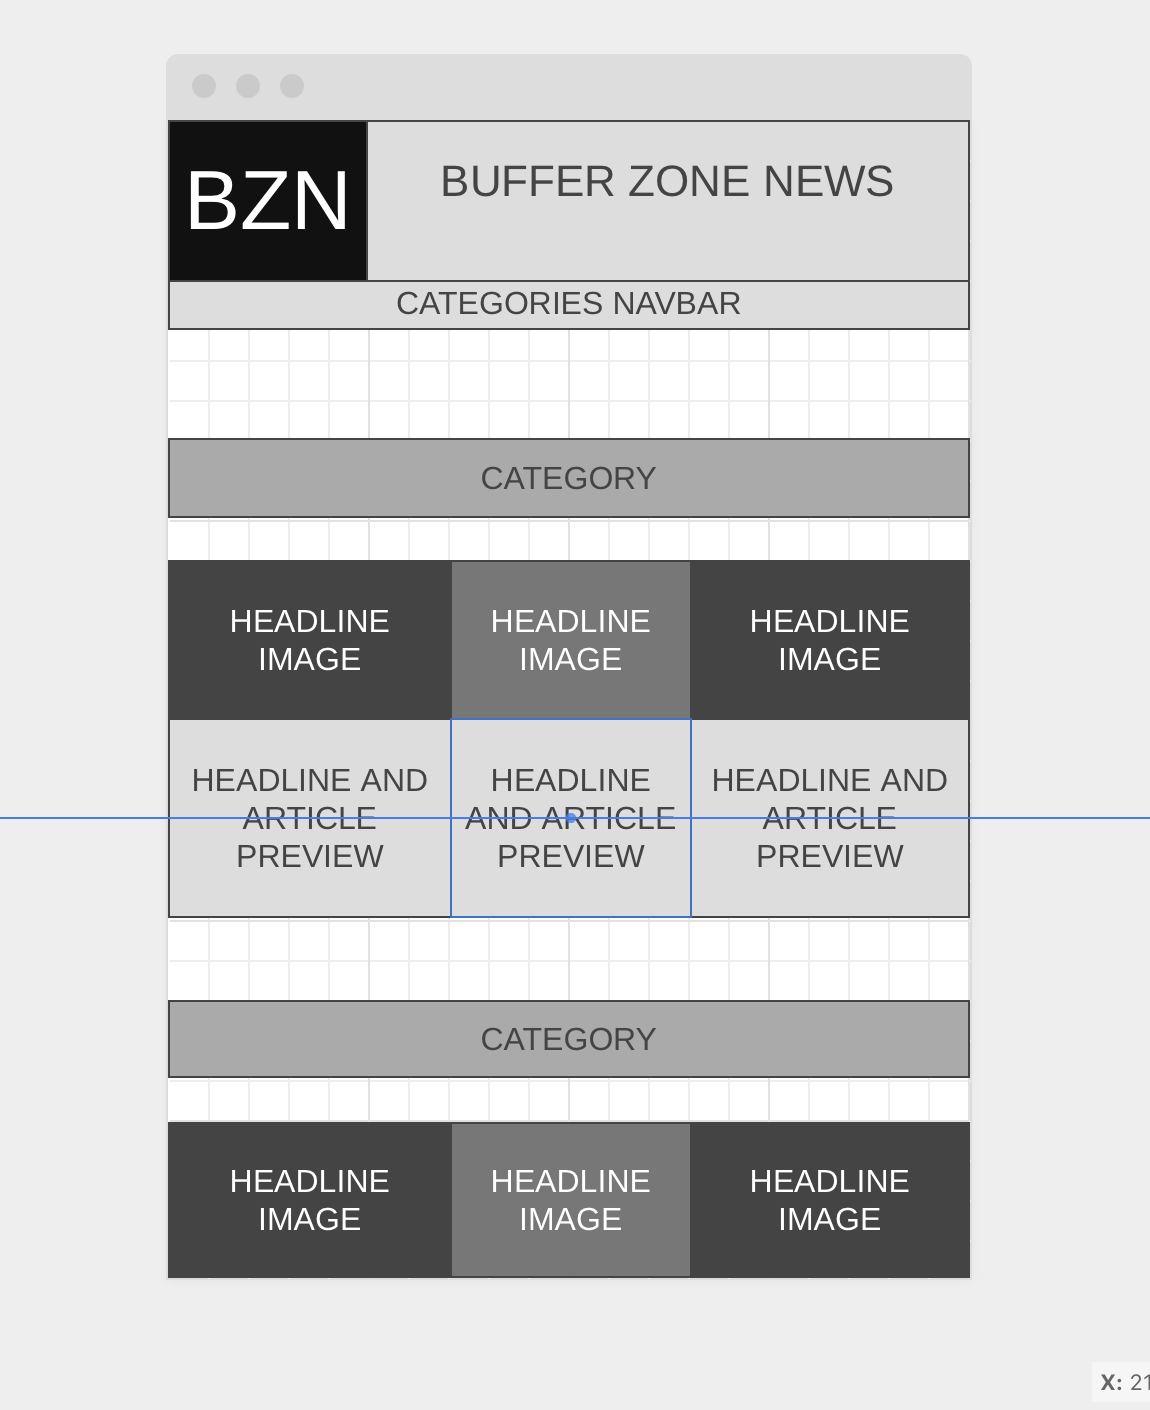 BZN
BUFFER ZONE NEWS
CATEGORIES NAVBAR
CATEGORY
HEADLINE
IMAGE
HEADLINE
IMAGE
HEADLINE
IMAGE
HEADLINE AND
ARTICLE
PREVIEW
HEADLINE
AND ARTICLE
PREVIEW
HEADLINE AND
ARTICLE
PREVIEW
CATEGORY
HEADLINE
IMAGE
HEADLINE
IMAGE
HEADLINE
IMAGE
X: 21